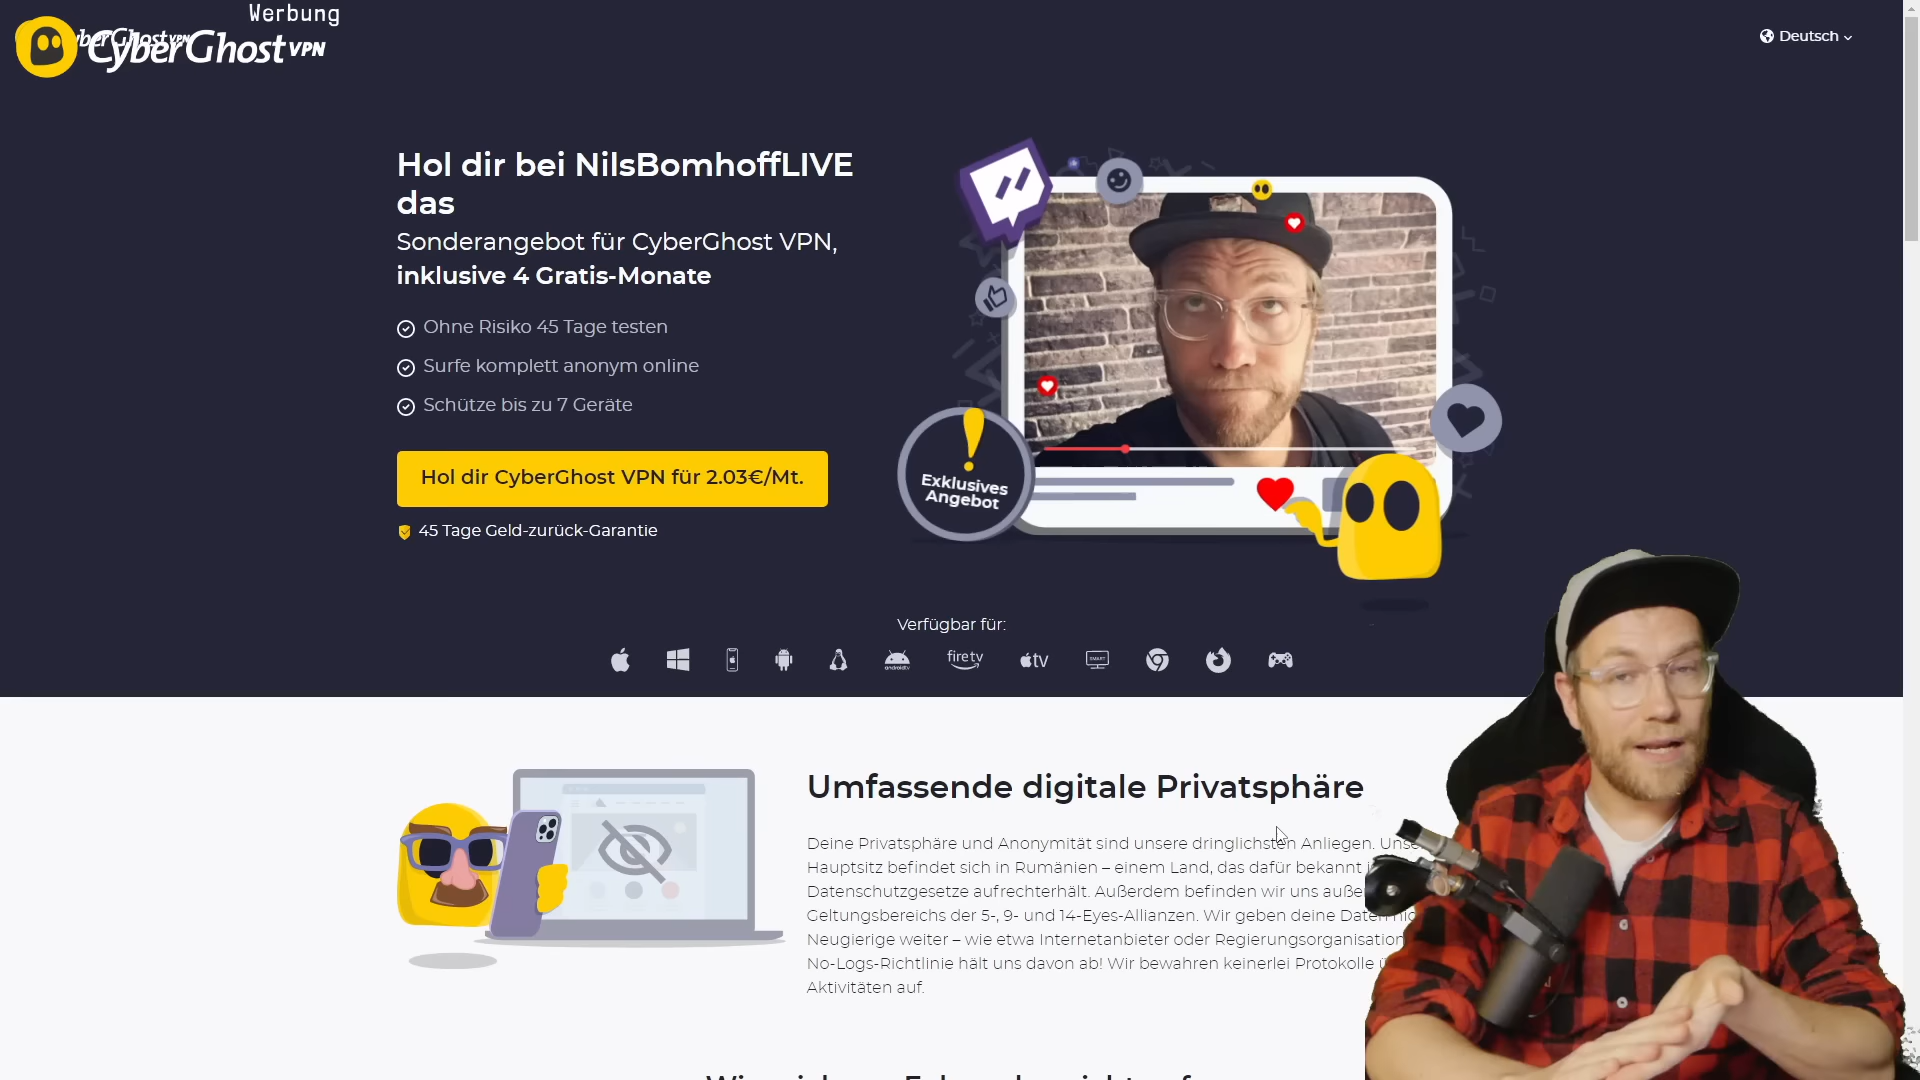 Werbung
CyberGhost VPN
Deutsch
Hol dir bei NilsBomhoffLIVE
das
Sonderangebot für CyberGhost VPN,
inklusive 4 Gratis-Monate
Ohne Risiko 45 Tage testen
Surfe komplett anonym online
Schütze bis zu 7 Geräte
Hol dir CyberGhost VPN für 2.03€/Mt.
45 Tage Geld-zurück-Garantie
Exklusives
Angebot
Verfügbar für:
androidtv
firetv
tv
SMART
Umfassende digitale Privatsphäre
Deine Privatsphäre und Anonymität sind unsere dringlichsten Anliegen.
Hauptsitz befindet sich in Rumänien – einem Land, das dafür bekannt
Datenschutzgesetze aufrechterhält. Außerdem befinden wir uns
Geltungsbereichs der 5-, 9- und 14-Eyes-Allianzen. Wir geben deine Daten
Neugierige weiter – wie etwa Internetanbieter oder
No-Logs-Richtlinie hält uns davon ab! Wir bewahren keinerlei Protokolle
Aktivitäten auf.